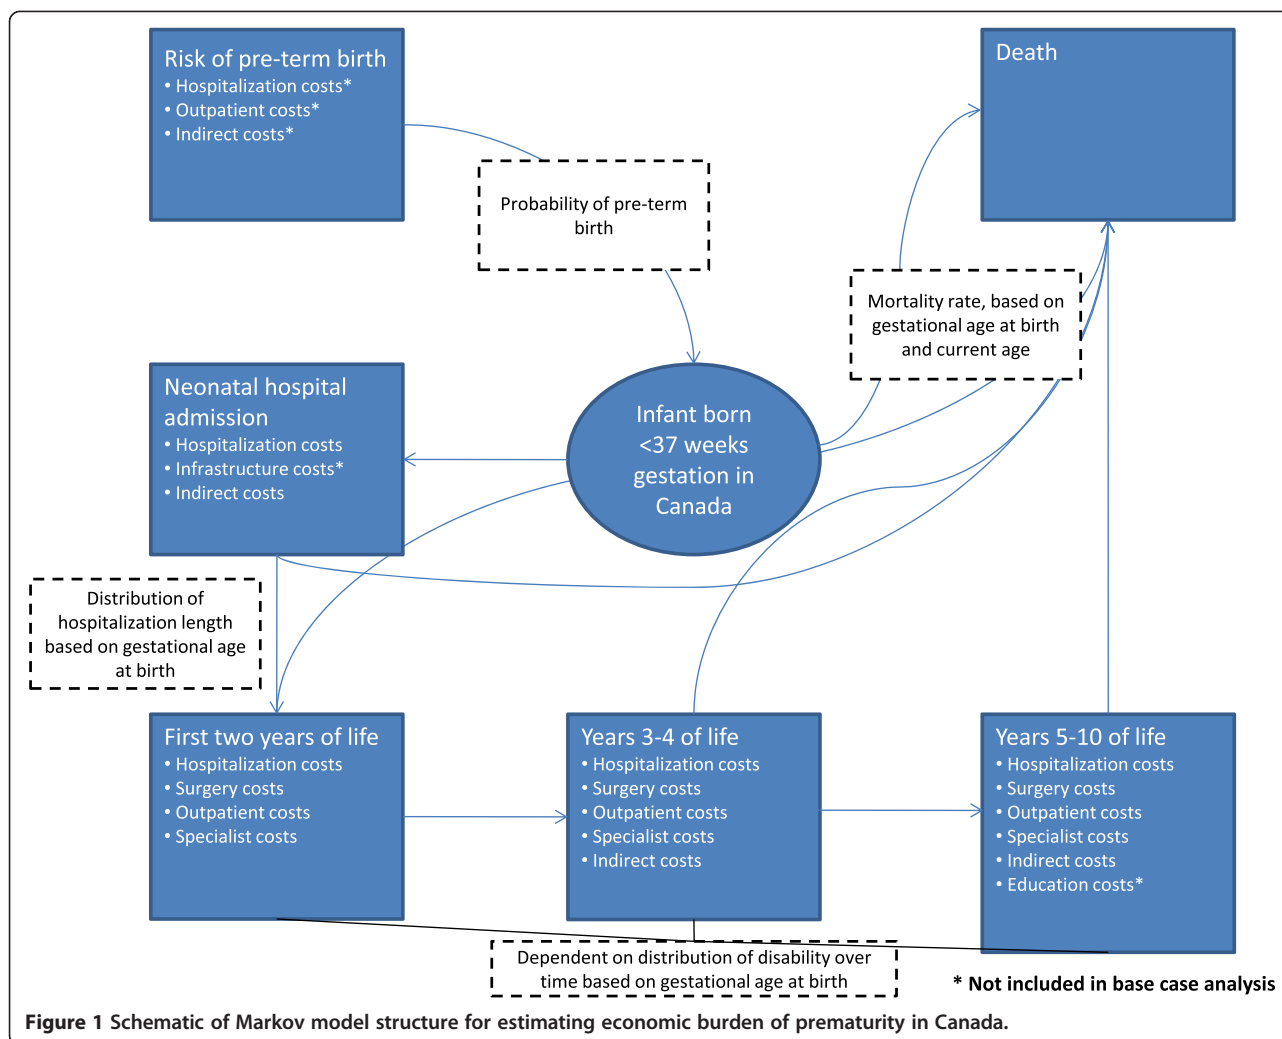 Risk of pre-term birth
• Hospitalization costs*
• Outpatient costs*
• Indirect costs*
Death
Probability of pre-term
birth
Mortality rate, based on
gestational age at birth
and current age
Neonatal hospital
admission
• Hospitalization costs
• Infrastructure costs*
• Indirect costs
Infant born
<37 weeks
gestation in
Canada
Distribution of
hospitalization length
based on gestational age
at birth
First two years of life
• Hospitalization costs
• Surgery costs
• Outpatient costs
• Specialist costs
Years 3-4 of life
• Hospitalization costs
• Surgery costs
• Outpatient costs
• Specialist costs
• Indirect costs
Years 5-10 of life
• Hospitalization costs
• Surgery costs
• Outpatient costs
• Specialist costs
• Indirect costs
• Education costs*
Dependent on distribution of disability over
time based on gestational age at birth
* Not included in base case analysis
Figure 1 Schematic of Markov model structure for estimating economic burden of prematurity in Canada.